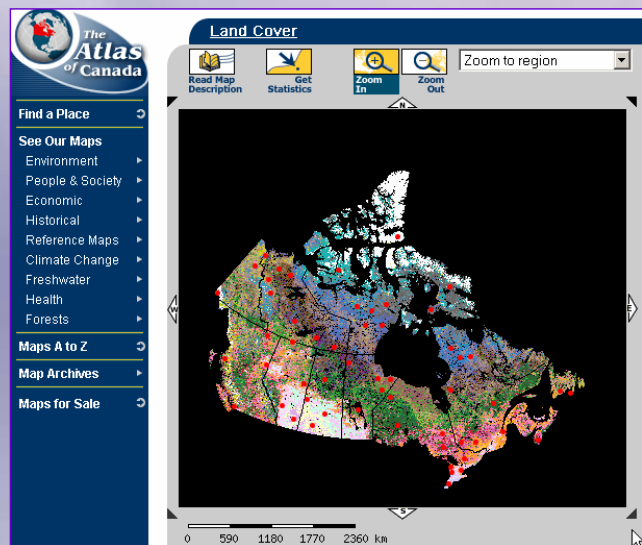 The
Atlas
of Canada
Find a Place
See Our Maps
Environment
People & Society
Economic
Historical
Reference Maps
Climate Change
Freshwater
Health
Forests
Maps A to Z
Map Archives
Maps for Sale
Land Cover
Read Map
Description
Get
Statistics
Zoom
In
Zoom
Out
Zoom to region
N
W
E
S
0 590 1180 1770 2360 km